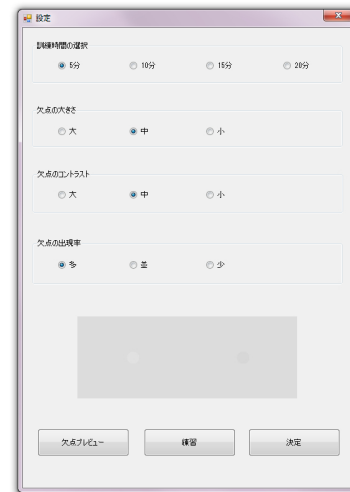 設定
訓練時間の選択
5分 10分 15分 20分
欠点の大きさ
大 中 小
欠点のコントラスト
大 中 小
欠点の出現率
多 基 少
欠点プレビュー 練習 決定